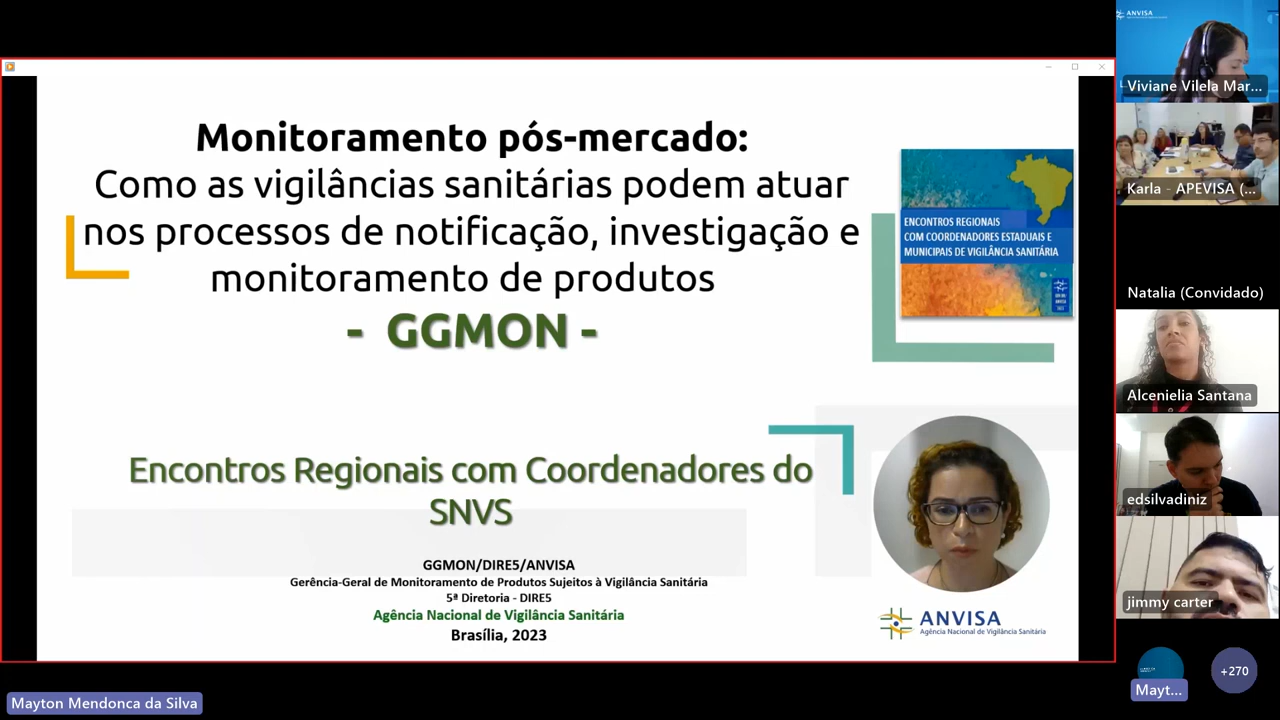 Monitoramento pós-mercado:
Como as vigilâncias sanitárias podem atuar
nos processos de notificação, investigação e
monitoramento de produtos
- GGMON -
ENCONTROS REGIONAIS
COM COORDENADORES ESTADUAIS E
MUNICIPAIS DE VIGILÂNCIA SANITÁRIA
Encontros Regionais com Coordenadores do
SNVS
GGMON/DIRE5/ANVISA
Gerência-Geral de Monitoramento de Produtos Sujeitos à Vigilância Sanitária
5ª Diretoria - DIRE5
Agência Nacional de Vigilância Sanitária
Brasília, 2023
ANVISA
Agência Nacional de Vigilância Sanitária
ANVISA
Viviane Vilela Mar...
Karla - APEVISA (...
Natalia (Convidado)
Alcenielia Santana
edsilvadiniz
jimmy carter
Mayt...
+270
Mayton Mendonca da Silva